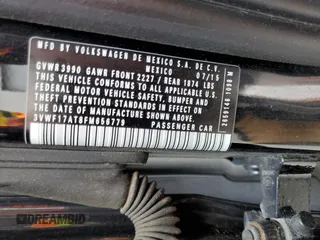 MFD BY VOLKSWAGEN DE MEXICO S.A. DE C.V.
MEXICO 07/15
GVWR 3990 GAWR FRONT 2227 / REAR 1874 LBS
THIS VEHICLE CONFORMS TO ALL APPLICABLE U.S.
FEDERAL MOTOR VEHICLE SAFETY, BUMPER AND
THEFT PREVENTION STANDARDS IN EFFECT
ON THE DATE OF MANUFACTURE SHOWN ABOVE
3VWF17AT8FM656779
PASSENGER CAR
DREAMBID